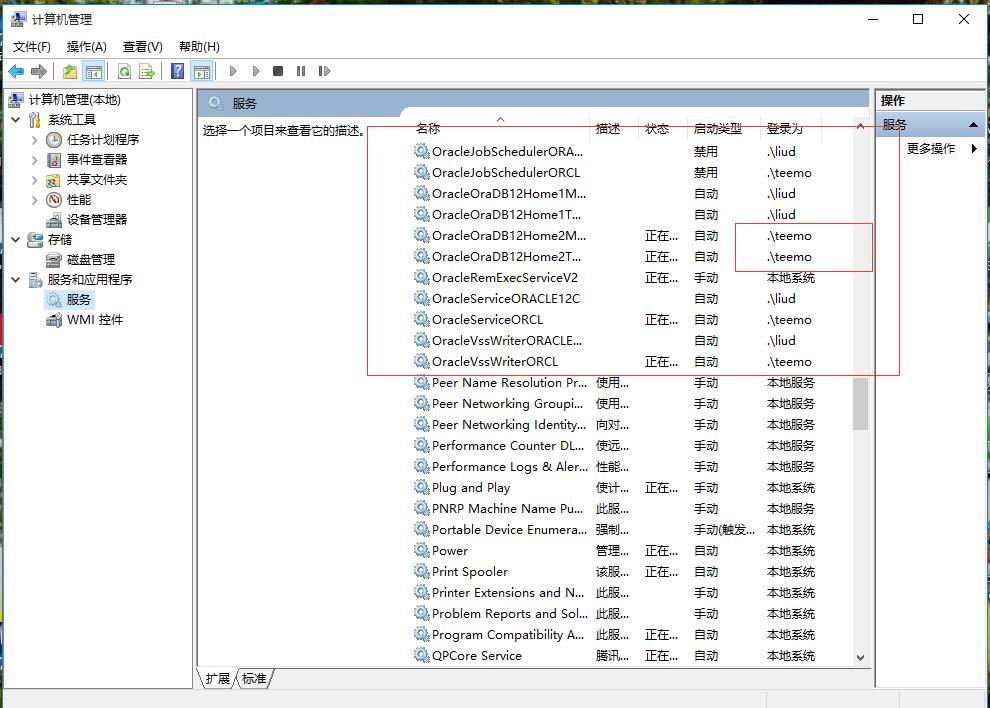 计算机管理
文件(F) 操作(A) 查看(V) 帮助(H)
计算机管理(本地)
系统工具
任务计划程序
事件查看器
共享文件夹
性能
设备管理器
存储
磁盘管理
服务和应用程序
服务
WMI 控件
服务
选择一个项目来查看它的描述。
名称 描述 状态 启动类型 登录为
OracleJobSchedulerORA... 禁用 .\liud
OracleJobSchedulerORCL 禁用 .\teemo
OracleOraDB12Home1M... 自动 .\liud
OracleOraDB12Home1T... 自动 .\liud
OracleOraDB12Home2M... 正在... 自动 .\teemo
OracleOraDB12Home2T... 正在... 自动 .\teemo
OracleRemExecServiceV2 正在... 手动 本地系统
OracleServiceORACLE12C 自动 .\liud
OracleServiceORCL 正在... 自动 .\teemo
OracleVssWriterORACLE... 自动 .\liud
OracleVssWriterORCL 正在... 自动 .\teemo
Peer Name Resolution Pr... 使用... 手动 本地服务
Peer Networking Groupi... 使用... 手动 本地服务
Peer Networking Identity... 向对... 手动 本地服务
Performance Counter DL... 使远... 手动 本地服务
Performance Logs & Aler... 性能... 手动 本地服务
Plug and Play 使计... 正在... 手动 本地系统
PNRP Machine Name Pu... 此服... 手动 本地服务
Portable Device Enumera... 强制... 手动(触发... 本地系统
Power 管理... 正在... 自动 本地系统
Print Spooler 该服... 正在... 自动 本地系统
Printer Extensions and N... 此服... 手动 本地系统
Problem Reports and Sol... 此服... 手动 本地系统
Program Compatibility A... 此服... 正在... 自动 本地系统
QPCore Service 腾讯... 正在... 自动 本地系统
扩展 标准
操作
服务
更多操作